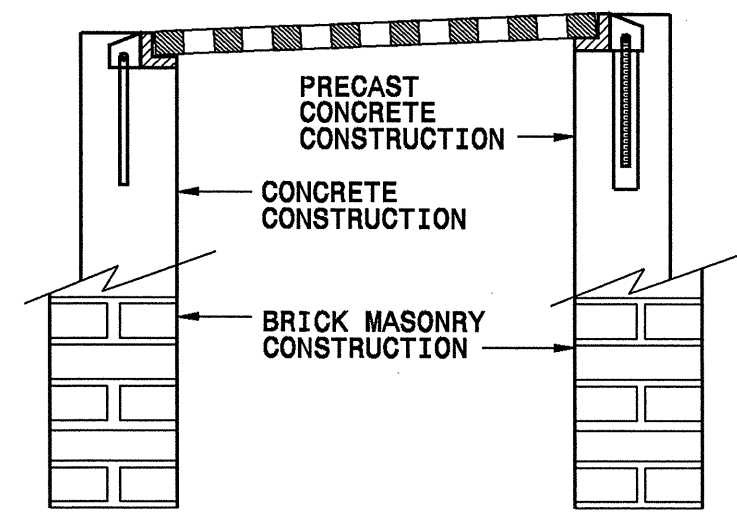 PRECAST
CONCRETE
CONSTRUCTION
CONCRETE
CONSTRUCTION
BRICK MASONRY
CONSTRUCTION